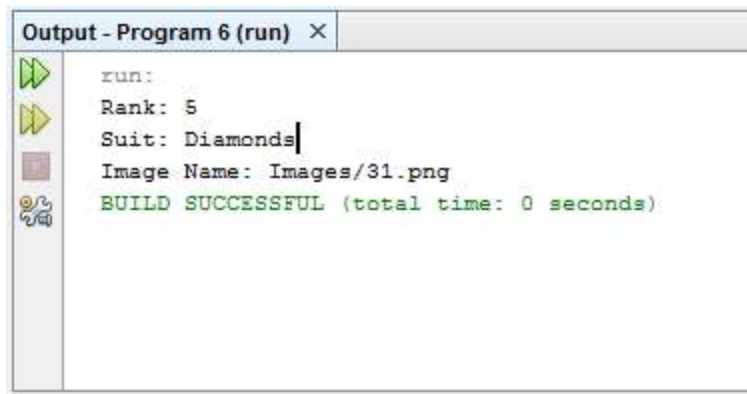 Output - Program 6 (run) ×
run:
Rank: 5
Suit: Diamonds
Image Name: Images/31.png
BUILD SUCCESSFUL (total time: 0 seconds)